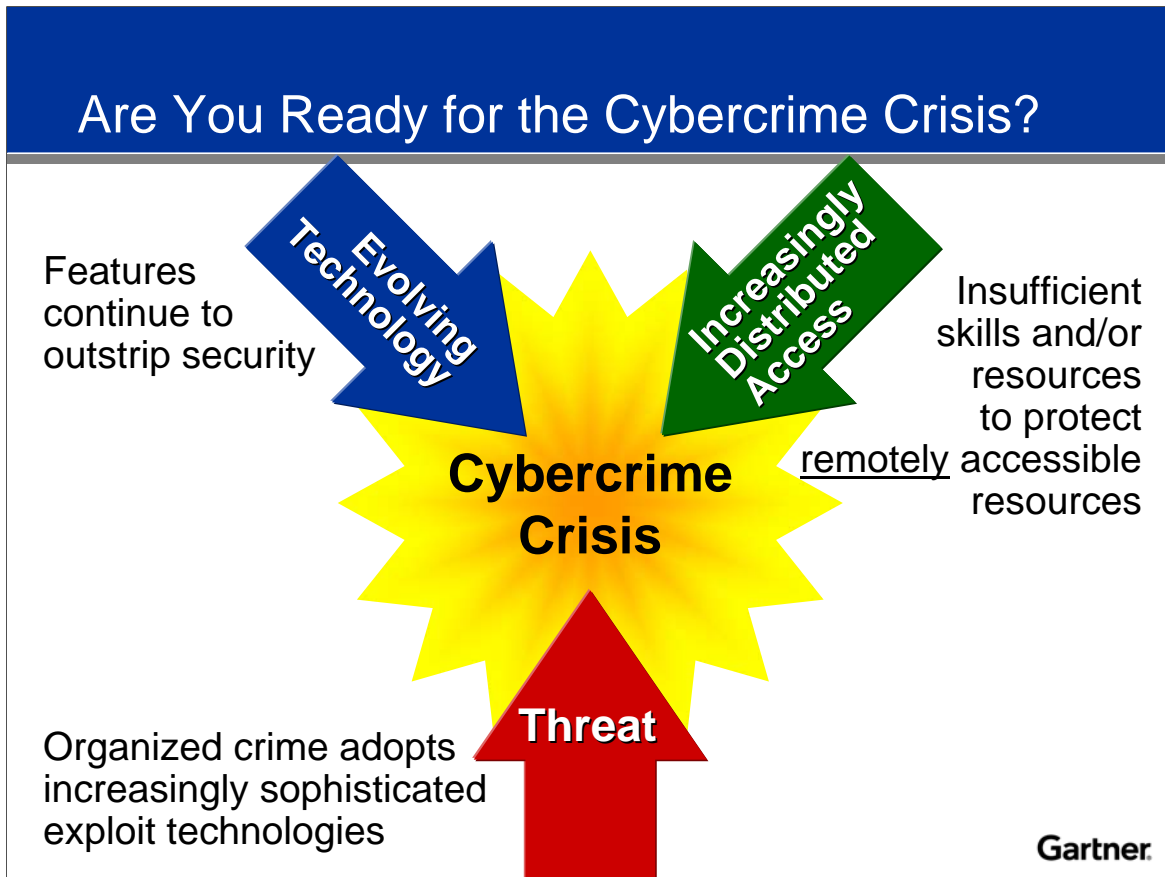 Are You Ready for the Cybercrime Crisis?
Features
continue to
outstrip security
Evolving
Technology
Increasingly
Distributed
Access
Insufficient
skills and/or
resources
to protect
remotely accessible
resources
Cybercrime
Crisis
Threat
Organized crime adopts
increasingly sophisticated
exploit technologies
Gartner.